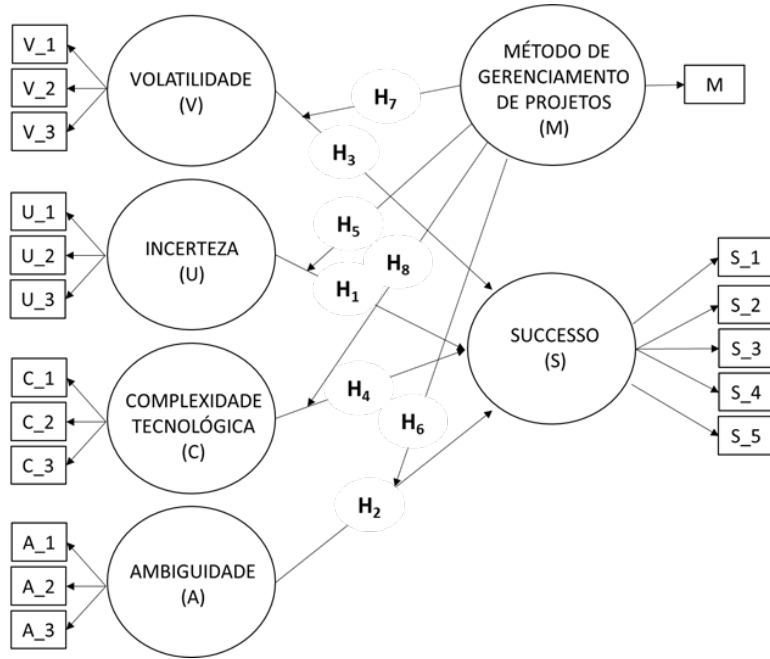 V_1
V_2
V_3
VOLATILIDADE
(V)
MÉTODO DE
GERENCIAMENTO
DE PROJETOS
(M)
M
H₇
H₃
U_1
U_2
U_3
INCERTEZA
(U)
H₅
H₈
H₁
S_1
S_2
S_3
S_4
S_5
SUCCESSO
(S)
C_1
C_2
C_3
COMPLEXIDADE
TECNOLÓGICA
(C)
H₄
H₆
H₂
A_1
A_2
A_3
AMBIGUIDADE
(A)